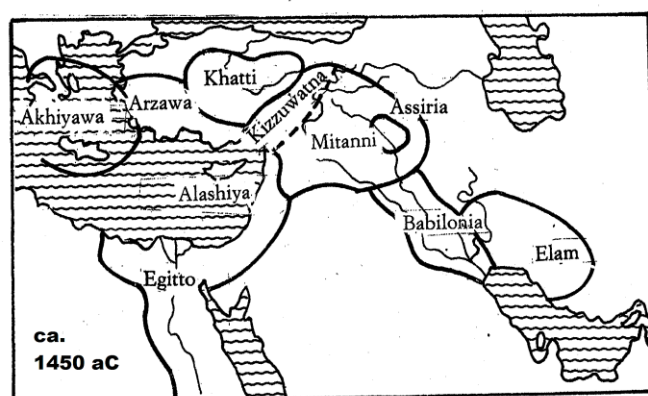 Khatti
Akhiyawa
Arzawa
Kizzuwatna
Assiria
Mitanni
Alashiya
Babilonia
Elam
Egitto
ca.
1450 aC